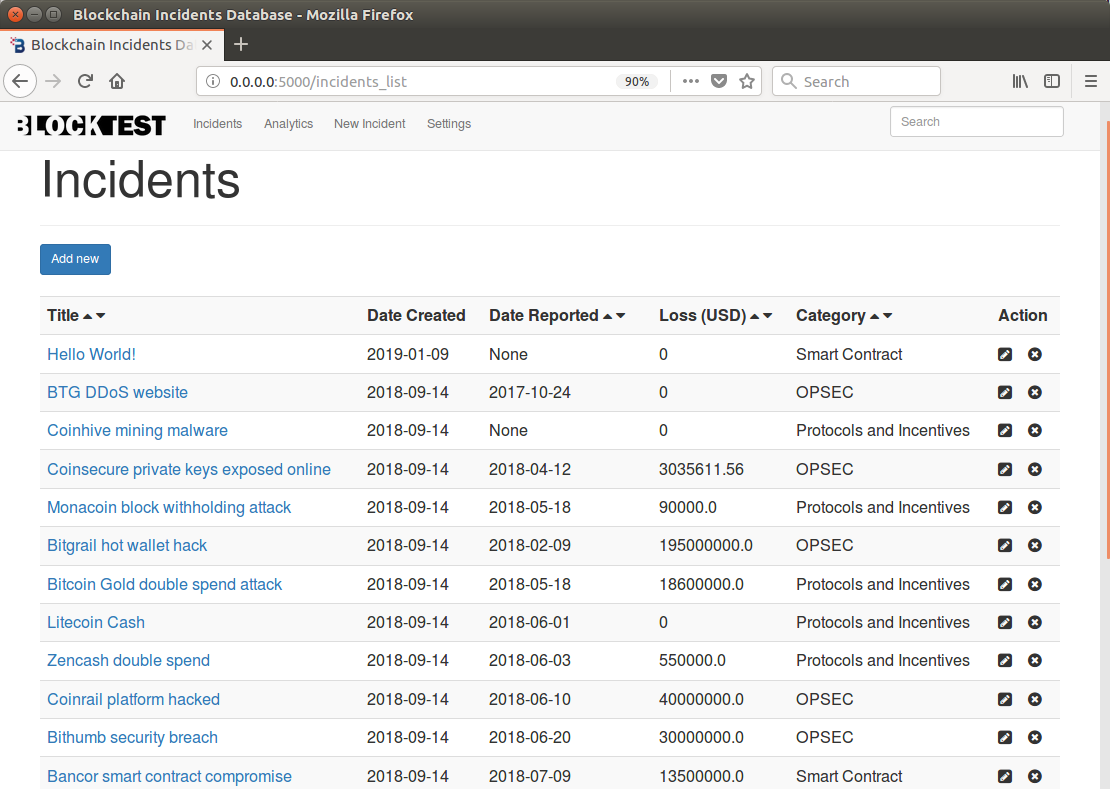 Blockchain Incidents Database - Mozilla Firefox
Blockchain Incidents Da
0.0.0.0:5000/incidents_list 90% Search
BLOCKTEST Incidents Analytics New Incident Settings Search
Incidents
Add new
Title Date Created Date Reported Loss (USD) Category Action
Hello World! 2019-01-09 None 0 Smart Contract
BTG DDoS website 2018-09-14 2017-10-24 0 OPSEC
Coinhive mining malware 2018-09-14 None 0 Protocols and Incentives
Coinsecure private keys exposed online 2018-09-14 2018-04-12 3035611.56 OPSEC
Monacoin block withholding attack 2018-09-14 2018-05-18 90000.0 Protocols and Incentives
Bitgrail hot wallet hack 2018-09-14 2018-02-09 195000000.0 OPSEC
Bitcoin Gold double spend attack 2018-09-14 2018-05-18 18600000.0 Protocols and Incentives
Litecoin Cash 2018-09-14 2018-06-01 0 Protocols and Incentives
Zencash double spend 2018-09-14 2018-06-03 550000.0 Protocols and Incentives
Coinrail platform hacked 2018-09-14 2018-06-10 40000000.0 OPSEC
Bithumb security breach 2018-09-14 2018-06-20 30000000.0 OPSEC
Bancor smart contract compromise 2018-09-14 2018-07-09 13500000.0 Smart Contract